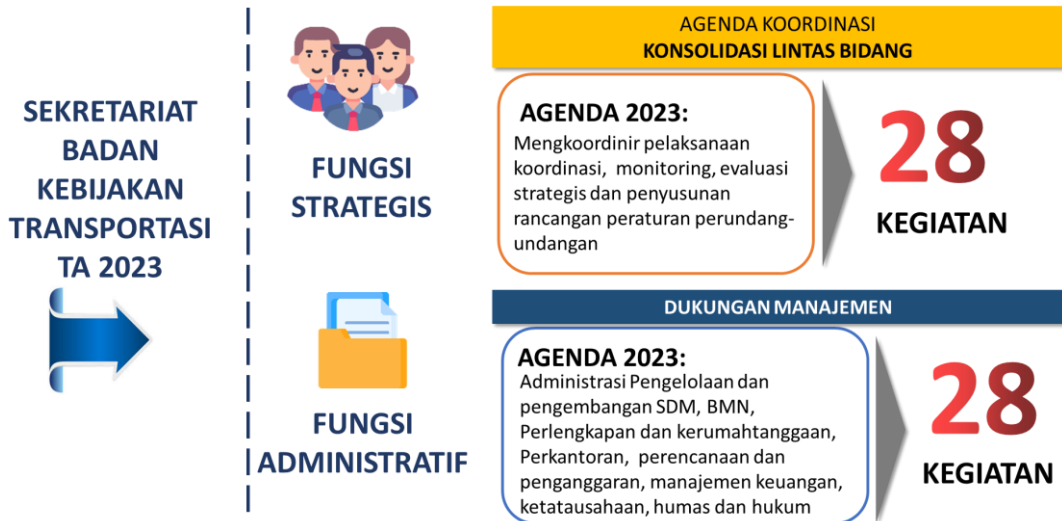 SEKRETARIAT
BADAN
KEBIJAKAN
TRANSPORTASI
TA 2023
FUNGSI
STRATEGIS
AGENDA KOORDINASI
KONSOLIDASI LINTAS BIDANG
AGENDA 2023:
Mengkoordinir pelaksanaan
koordinasi, monitoring, evaluasi
strategis dan penyusunan
rancangan peraturan perundang-
undangan
28
KEGIATAN
FUNGSI
ADMINISTRATIF
DUKUNGAN MANAJEMEN
AGENDA 2023:
Administrasi Pengelolaan dan
pengembangan SDM, BMN,
Perlengkapan dan kerumahtanggaan,
Perkantoran, perencanaan dan
penganggaran, manajemen keuangan,
ketatausahaan, humas dan hukum
28
KEGIATAN